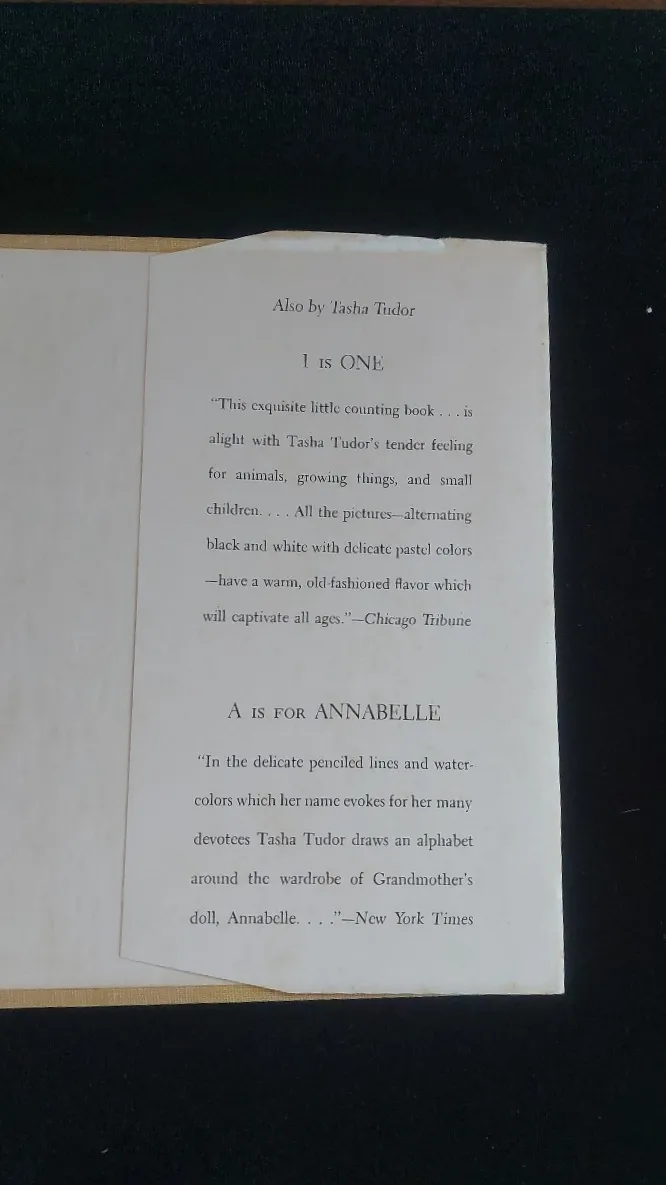 Also by Tasha Tudor
1 IS ONE
“This exquisite little counting book . . . is
alight with Tasha Tudor’s tender feeling
for animals, growing things, and small
children. . . . All the pictures—alternating
black and white with delicate pastel colors
—have a warm, old-fashioned flavor which
will captivate all ages.”—Chicago Tribune
A IS FOR ANNABELLE
“In the delicate penciled lines and water-
colors which her name evokes for her many
devotees Tasha Tudor draws an alphabet
around the wardrobe of Grandmother’s
doll, Annabelle. . . .”—New York Times